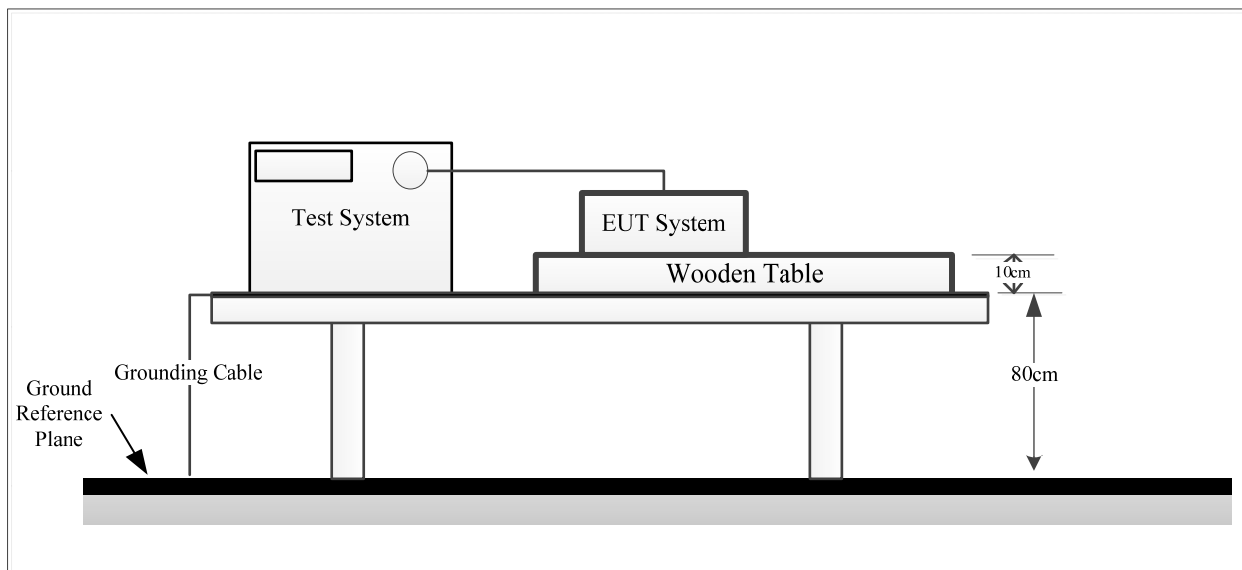 Test System
EUT System
Wooden Table
10cm
Grounding Cable
80cm
Ground
Reference
Plane